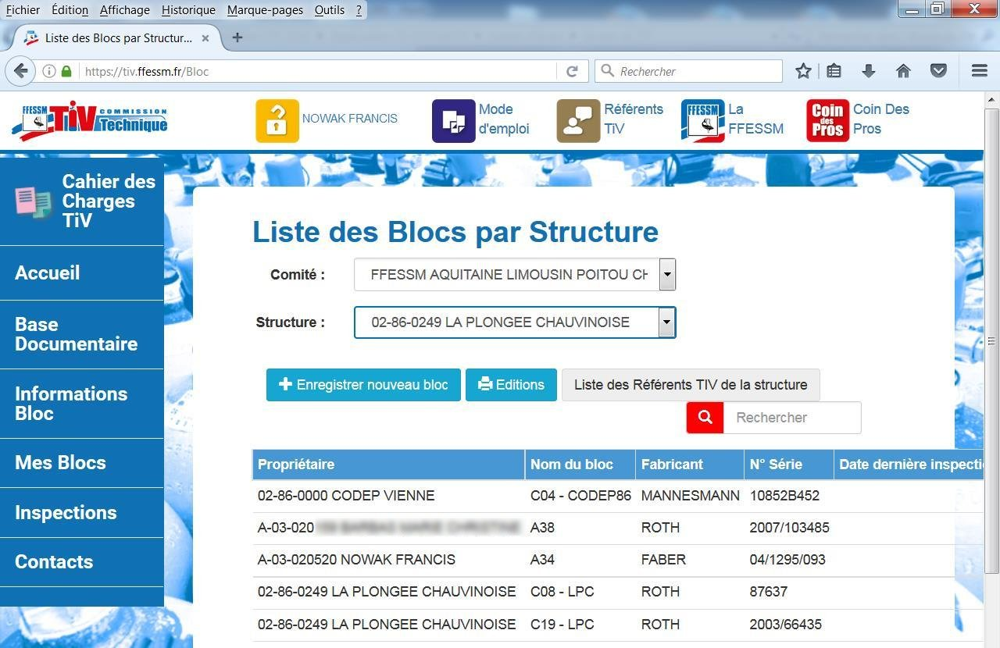 Fichier Édition Affichage Historique Marque-pages Outils ?
Liste des Blocs par Structur... × +
https://tiv.ffessm.fr/Bloc
Rechercher
FFESSM TiV COMMISSION Technique
NOWAK FRANCIS
Mode d'emploi
Référents TiV
FFESSM
La FFESSM
Coin des Pros
Coin Des Pros
Cahier des
Charges
TiV
Accueil
Base
Documentaire
Informations
Bloc
Mes Blocs
Inspections
Contacts
Liste des Blocs par Structure
Comité : FFESSM AQUITAINE LIMOUSIN POITOU CH
Structure : 02-86-0249 LA PLONGEE CHAUVINOISE
Enregistrer nouveau bloc Editions Liste des Référents TIV de la structure
Rechercher
Propriétaire Nom du bloc Fabricant N° Série Date dernière inspecti
02-86-0000 CODEP VIENNE C04 - CODEP86 MANNESMANN 10852B452
A-03-020 A38 ROTH 2007/103485
A-03-020520 NOWAK FRANCIS A34 FABER 04/1295/093
02-86-0249 LA PLONGEE CHAUVINOISE C08 - LPC ROTH 87637
02-86-0249 LA PLONGEE CHAUVINOISE C19 - LPC ROTH 2003/66435